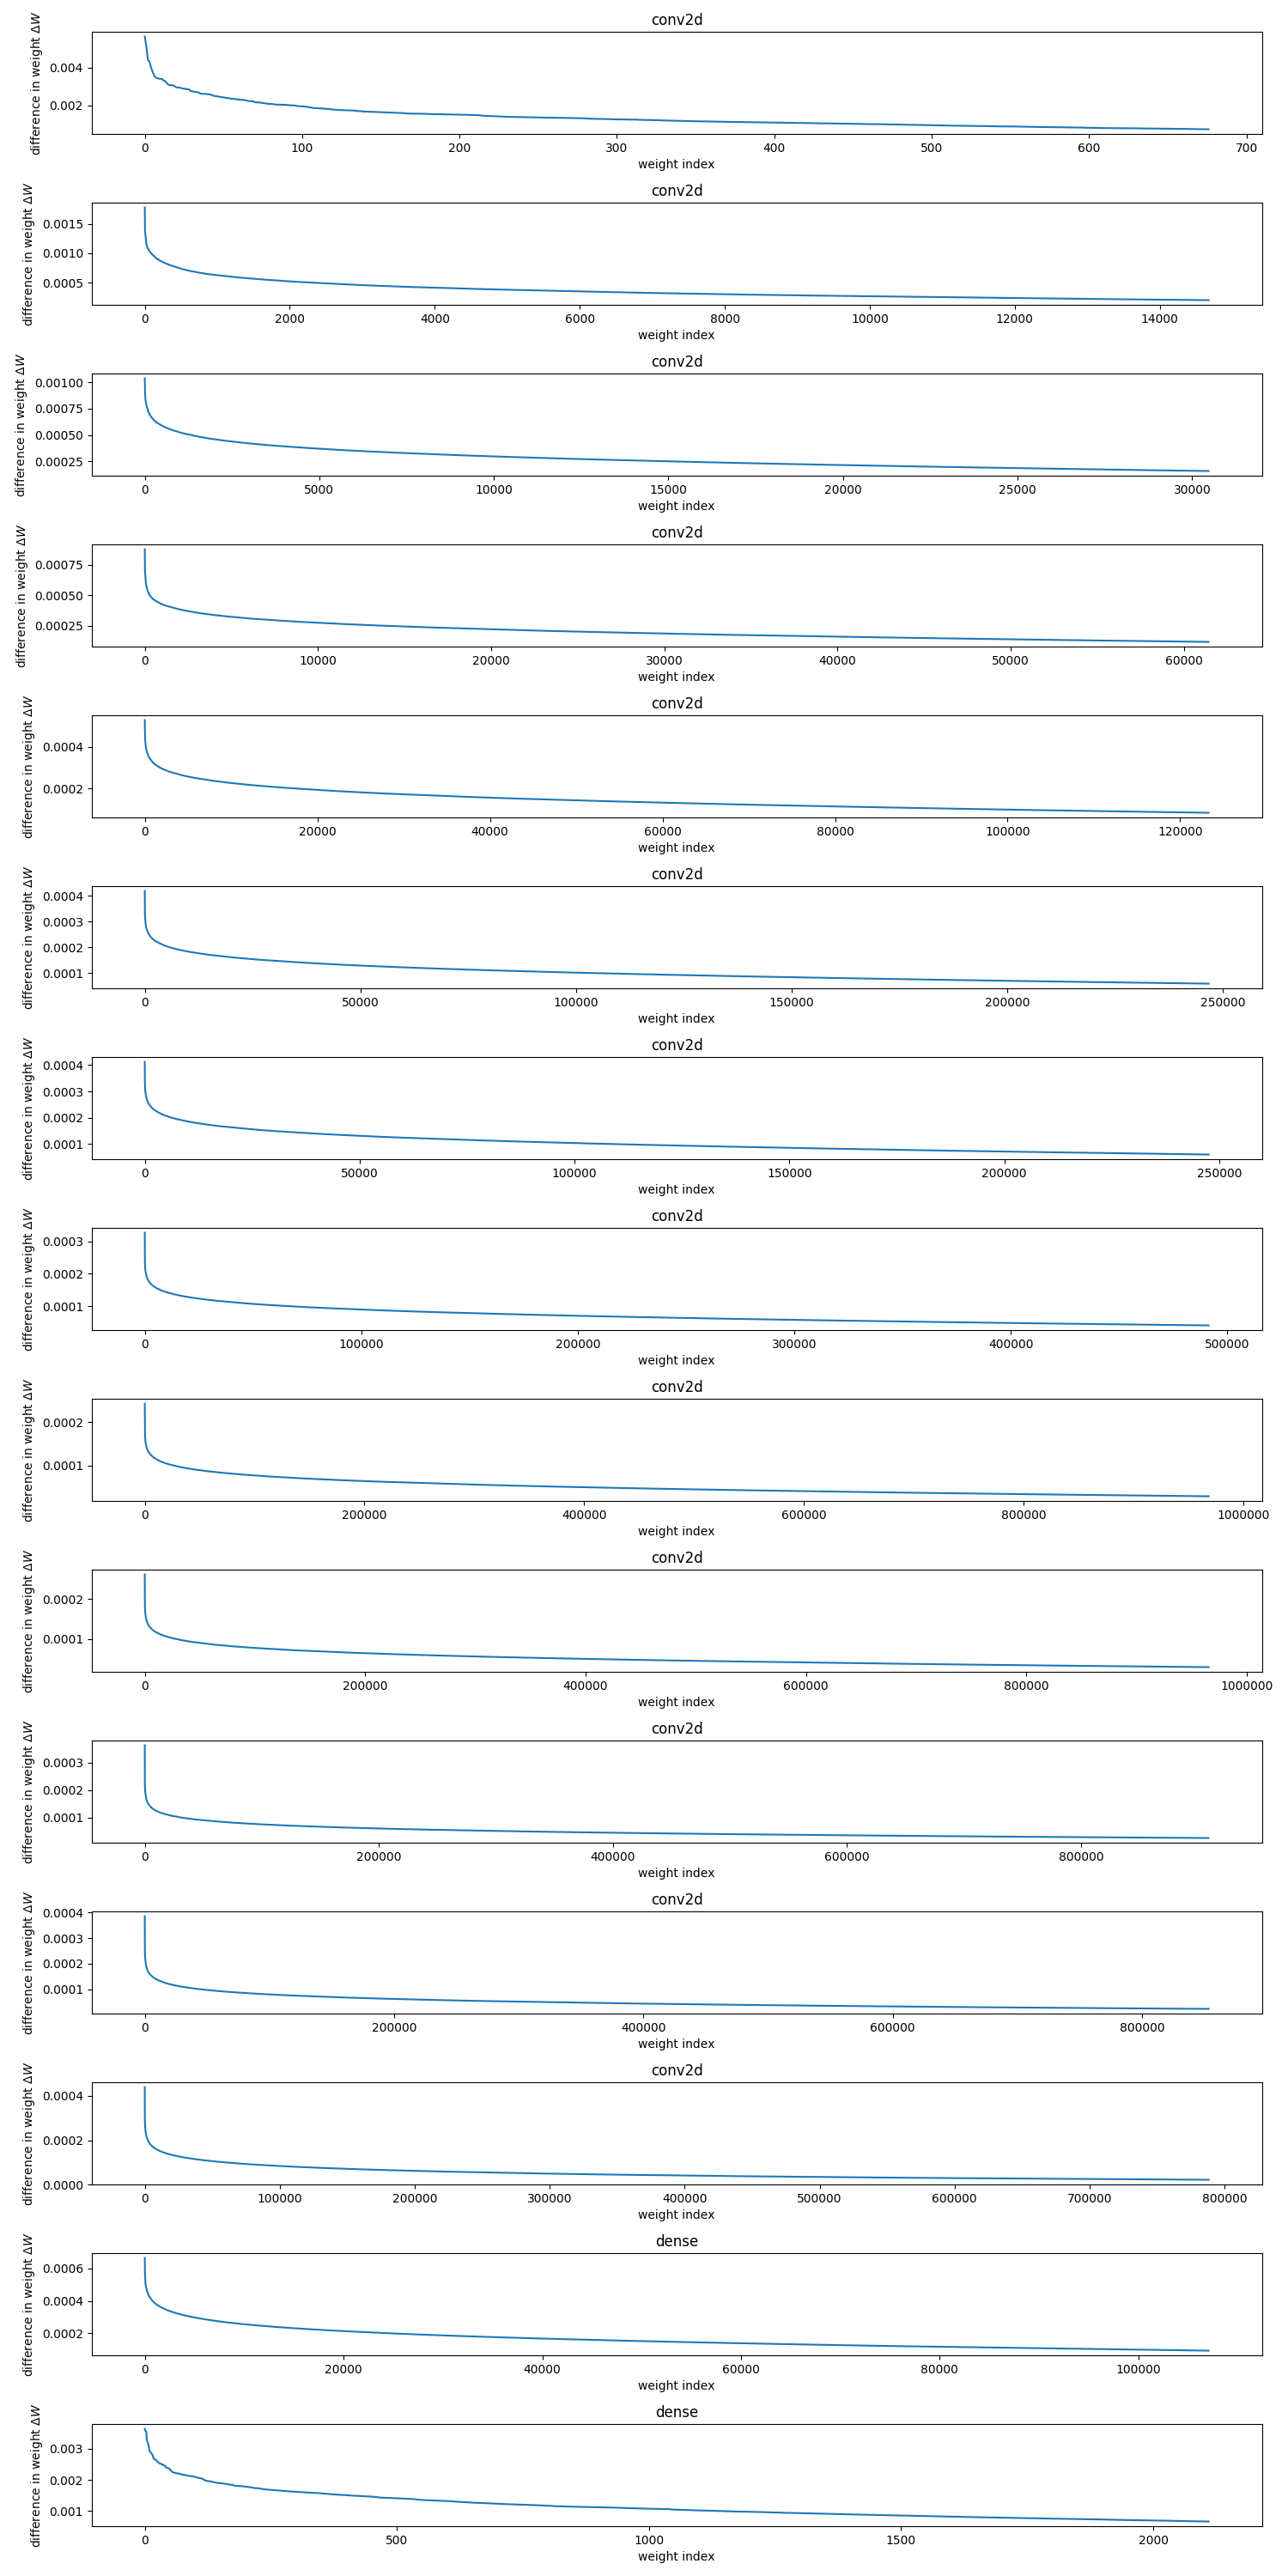 conv2d
difference in weight ΔW
0.004
0.002
0 100 200 300 400 500 600 700
weight index
conv2d
difference in weight ΔW
0.0015
0.0010
0.0005
0 2000 4000 6000 8000 10000 12000 14000
weight index
conv2d
difference in weight ΔW
0.00100
0.00075
0.00050
0.00025
0 5000 10000 15000 20000 25000 30000
weight index
conv2d
difference in weight ΔW
0.00075
0.00050
0.00025
0 10000 20000 30000 40000 50000 60000
weight index
conv2d
difference in weight ΔW
0.0004
0.0002
0 20000 40000 60000 80000 100000 120000
weight index
conv2d
difference in weight ΔW
0.0004
0.0003
0.0002
0.0001
0 50000 100000 150000 200000 250000
weight index
conv2d
difference in weight ΔW
0.0004
0.0003
0.0002
0.0001
0 50000 100000 150000 200000 250000
weight index
conv2d
difference in weight ΔW
0.0003
0.0002
0.0001
0 100000 200000 300000 400000 500000
weight index
conv2d
difference in weight ΔW
0.0002
0.0001
0 200000 400000 600000 800000 1000000
weight index
conv2d
difference in weight ΔW
0.0002
0.0001
0 200000 400000 600000 800000 1000000
weight index
conv2d
difference in weight ΔW
0.0003
0.0002
0.0001
0 200000 400000 600000 800000
weight index
conv2d
difference in weight ΔW
0.0004
0.0003
0.0002
0.0001
0 200000 400000 600000 800000
weight index
conv2d
difference in weight ΔW
0.0004
0.0002
0.0000
0 100000 200000 300000 400000 500000 600000 700000 800000
weight index
dense
difference in weight ΔW
0.0006
0.0004
0.0002
0 20000 40000 60000 80000 100000
weight index
dense
difference in weight ΔW
0.003
0.002
0.001
0 500 1000 1500 2000
weight index